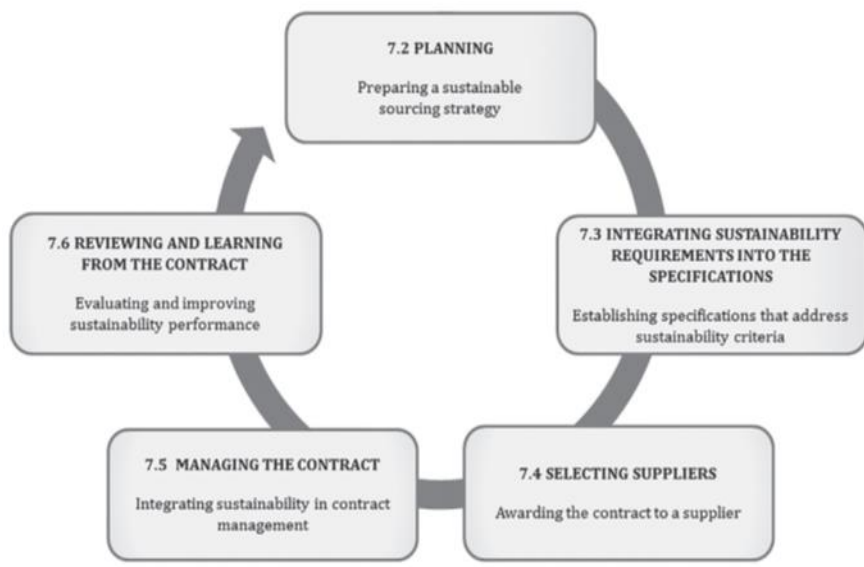 7.2 PLANNING
Preparing a sustainable
sourcing strategy
7.3 INTEGRATING SUSTAINABILITY
REQUIREMENTS INTO THE
SPECIFICATIONS
Establishing specifications that address
sustainability criteria
7.4 SELECTING SUPPLIERS
Awarding the contract to a supplier
7.5 MANAGING THE CONTRACT
Integrating sustainability in contract
management
7.6 REVIEWING AND LEARNING
FROM THE CONTRACT
Evaluating and improving
sustainability performance